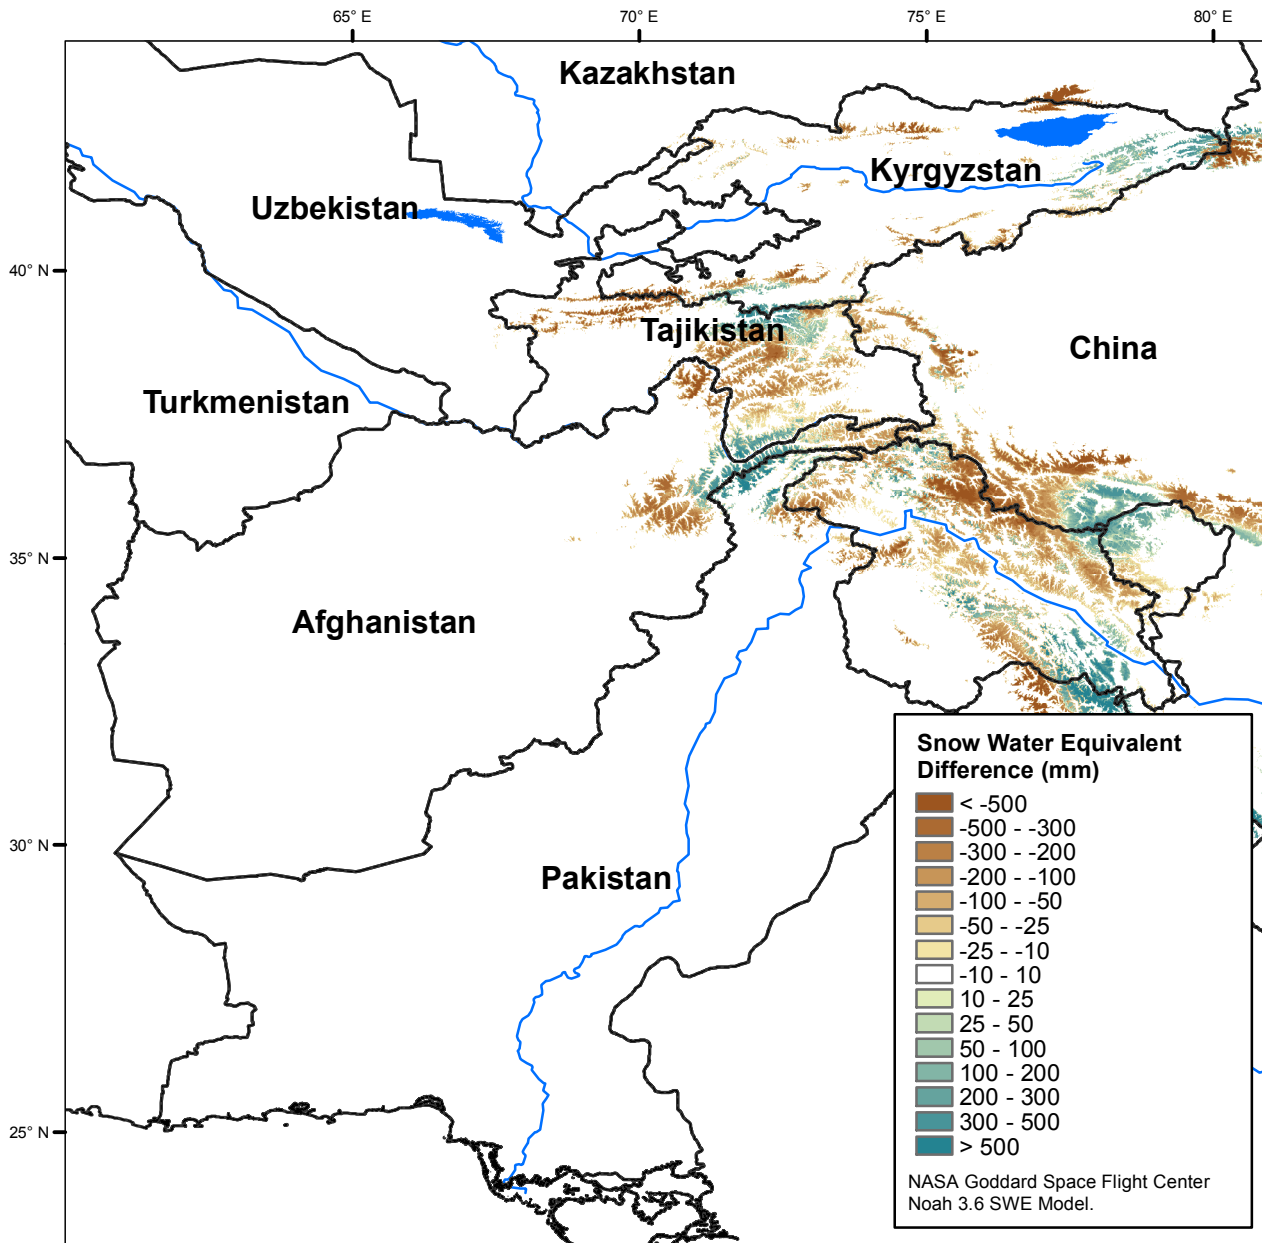 65° E
70° E
75° E
80° E
Kazakhstan
Kyrgyzstan
Uzbekistan
40° N
Tajikistan
China
Turkmenistan
35° N
Afghanistan
30° N
Pakistan
25° N
Snow Water Equivalent
Difference (mm)
< -500
-500 - -300
-300 - -200
-200 - -100
-100 - -50
-50 - -25
-25 - -10
-10 - 10
10 - 25
25 - 50
50 - 100
100 - 200
200 - 300
300 - 500
> 500
NASA Goddard Space Flight Center
Noah 3.6 SWE Model.